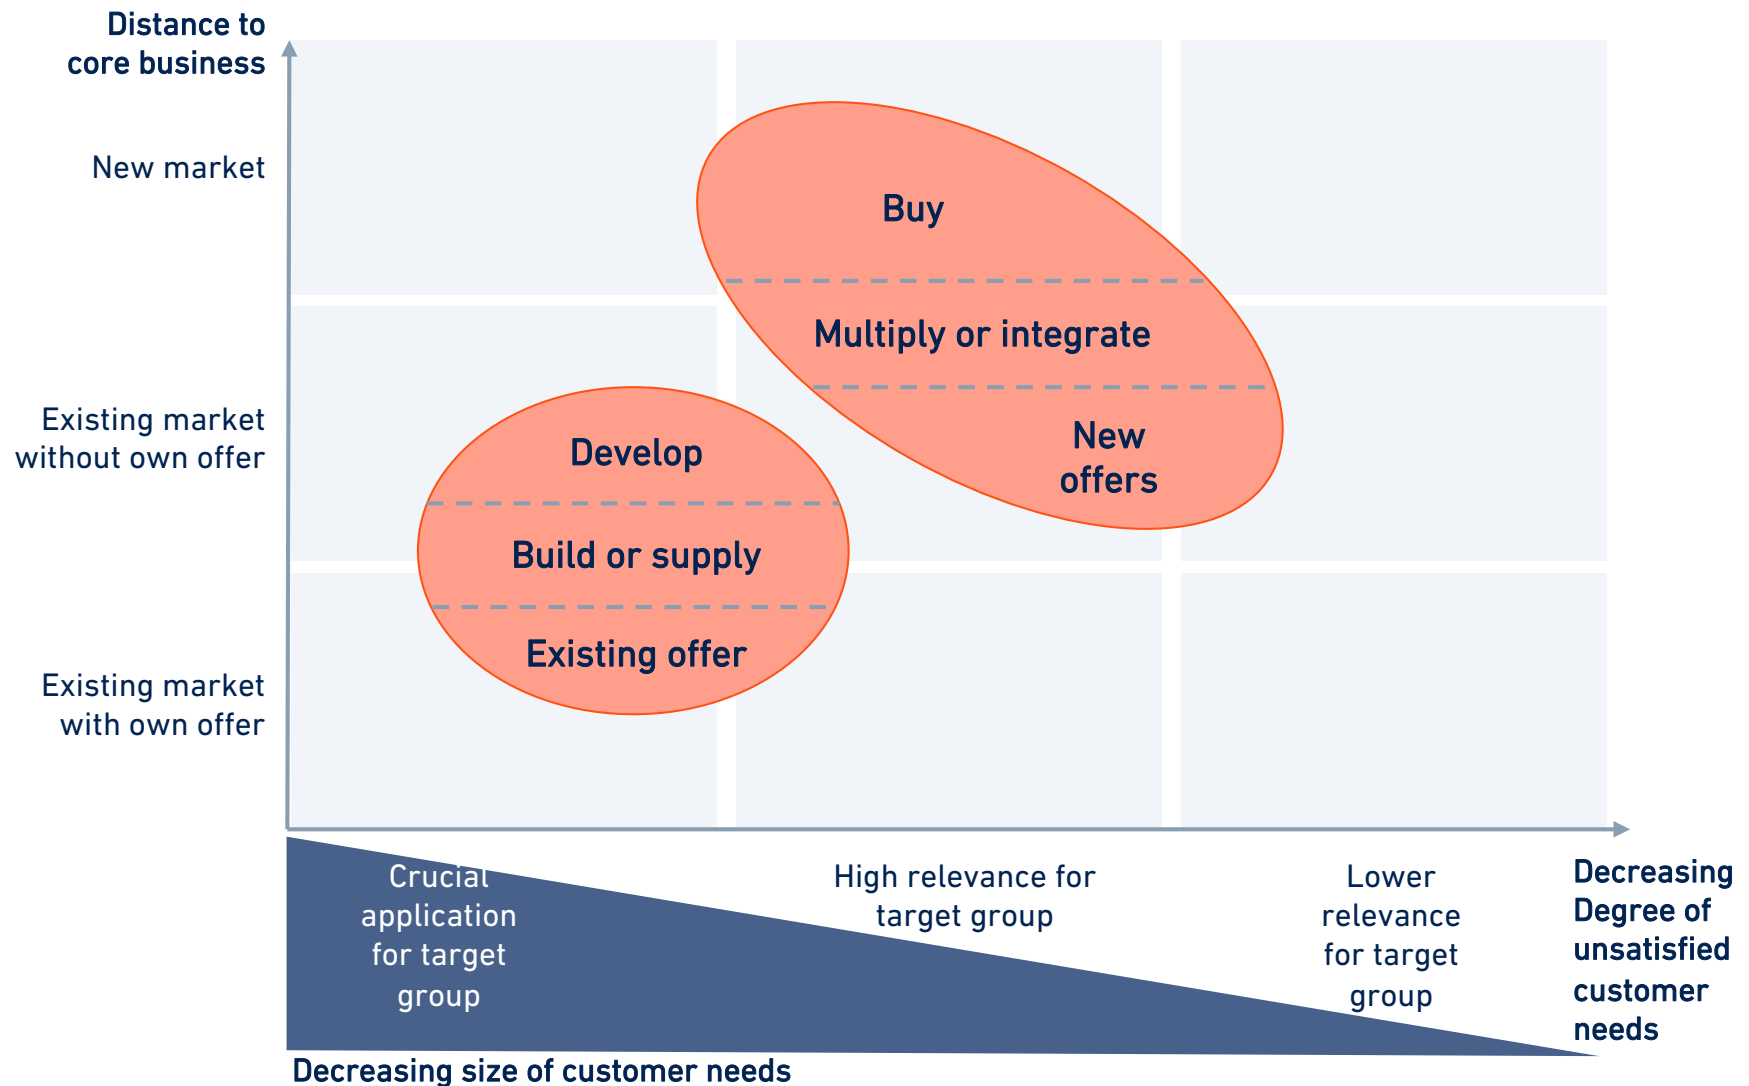 Distance to
core business
New market
Buy
Multiply or integrate
Existing market
without own offer
New
offers
Develop
Build or supply
Existing offer
Existing market
with own offer
Crucial
application
for target
group
High relevance for
target group
Lower
relevance
for target
group
Decreasing
Degree of
unsatisfied
customer
needs
Decreasing size of customer needs